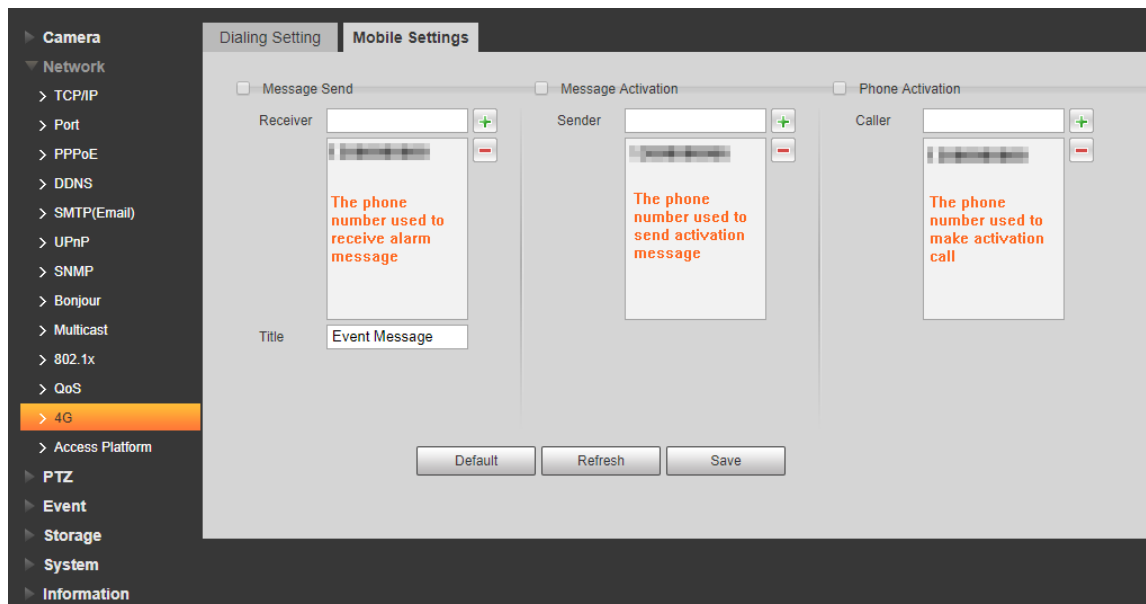 Camera
Network
TCP/IP
Port
PPPoE
DDNS
SMTP(Email)
UPnP
SNMP
Bonjour
Multicast
802.1x
QoS
4G
Access Platform
PTZ
Event
Storage
System
Information
Dialing Setting
Mobile Settings
Message Send
Receiver
The phone
number used to
receive alarm
message
Title
Event Message
Message Activation
Sender
The phone
number used to
send activation
message
Phone Activation
Caller
The phone
number used to
make activation
call
Default
Refresh
Save